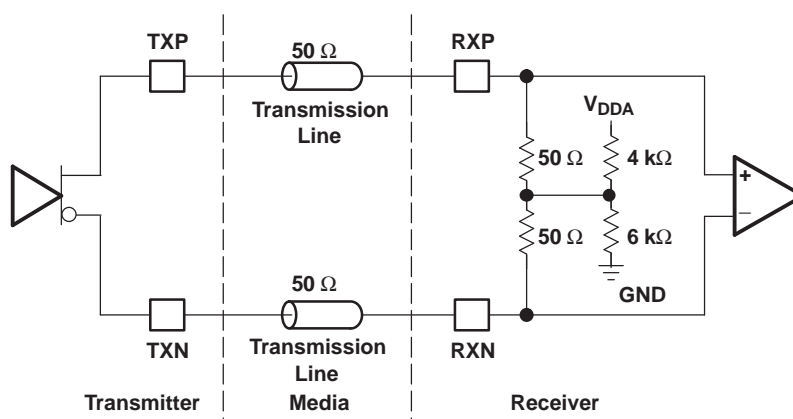 TXP
50 Ω
Transmission
Line
RXP
VDDA
50 Ω
4 kΩ
+
−
50 Ω
6 kΩ
GND
50 Ω
TXN
Transmission
Line
RXN
Transmitter
Media
Receiver